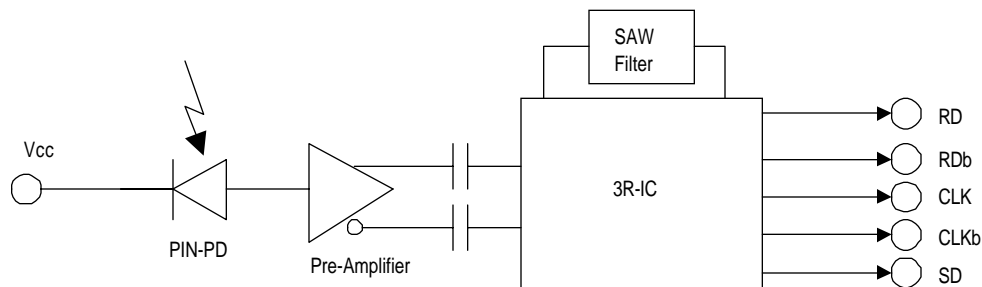 SAW
Filter
Vcc
PIN-PD
Pre-Amplifier
3R-IC
RD
RDb
CLK
CLKb
SD